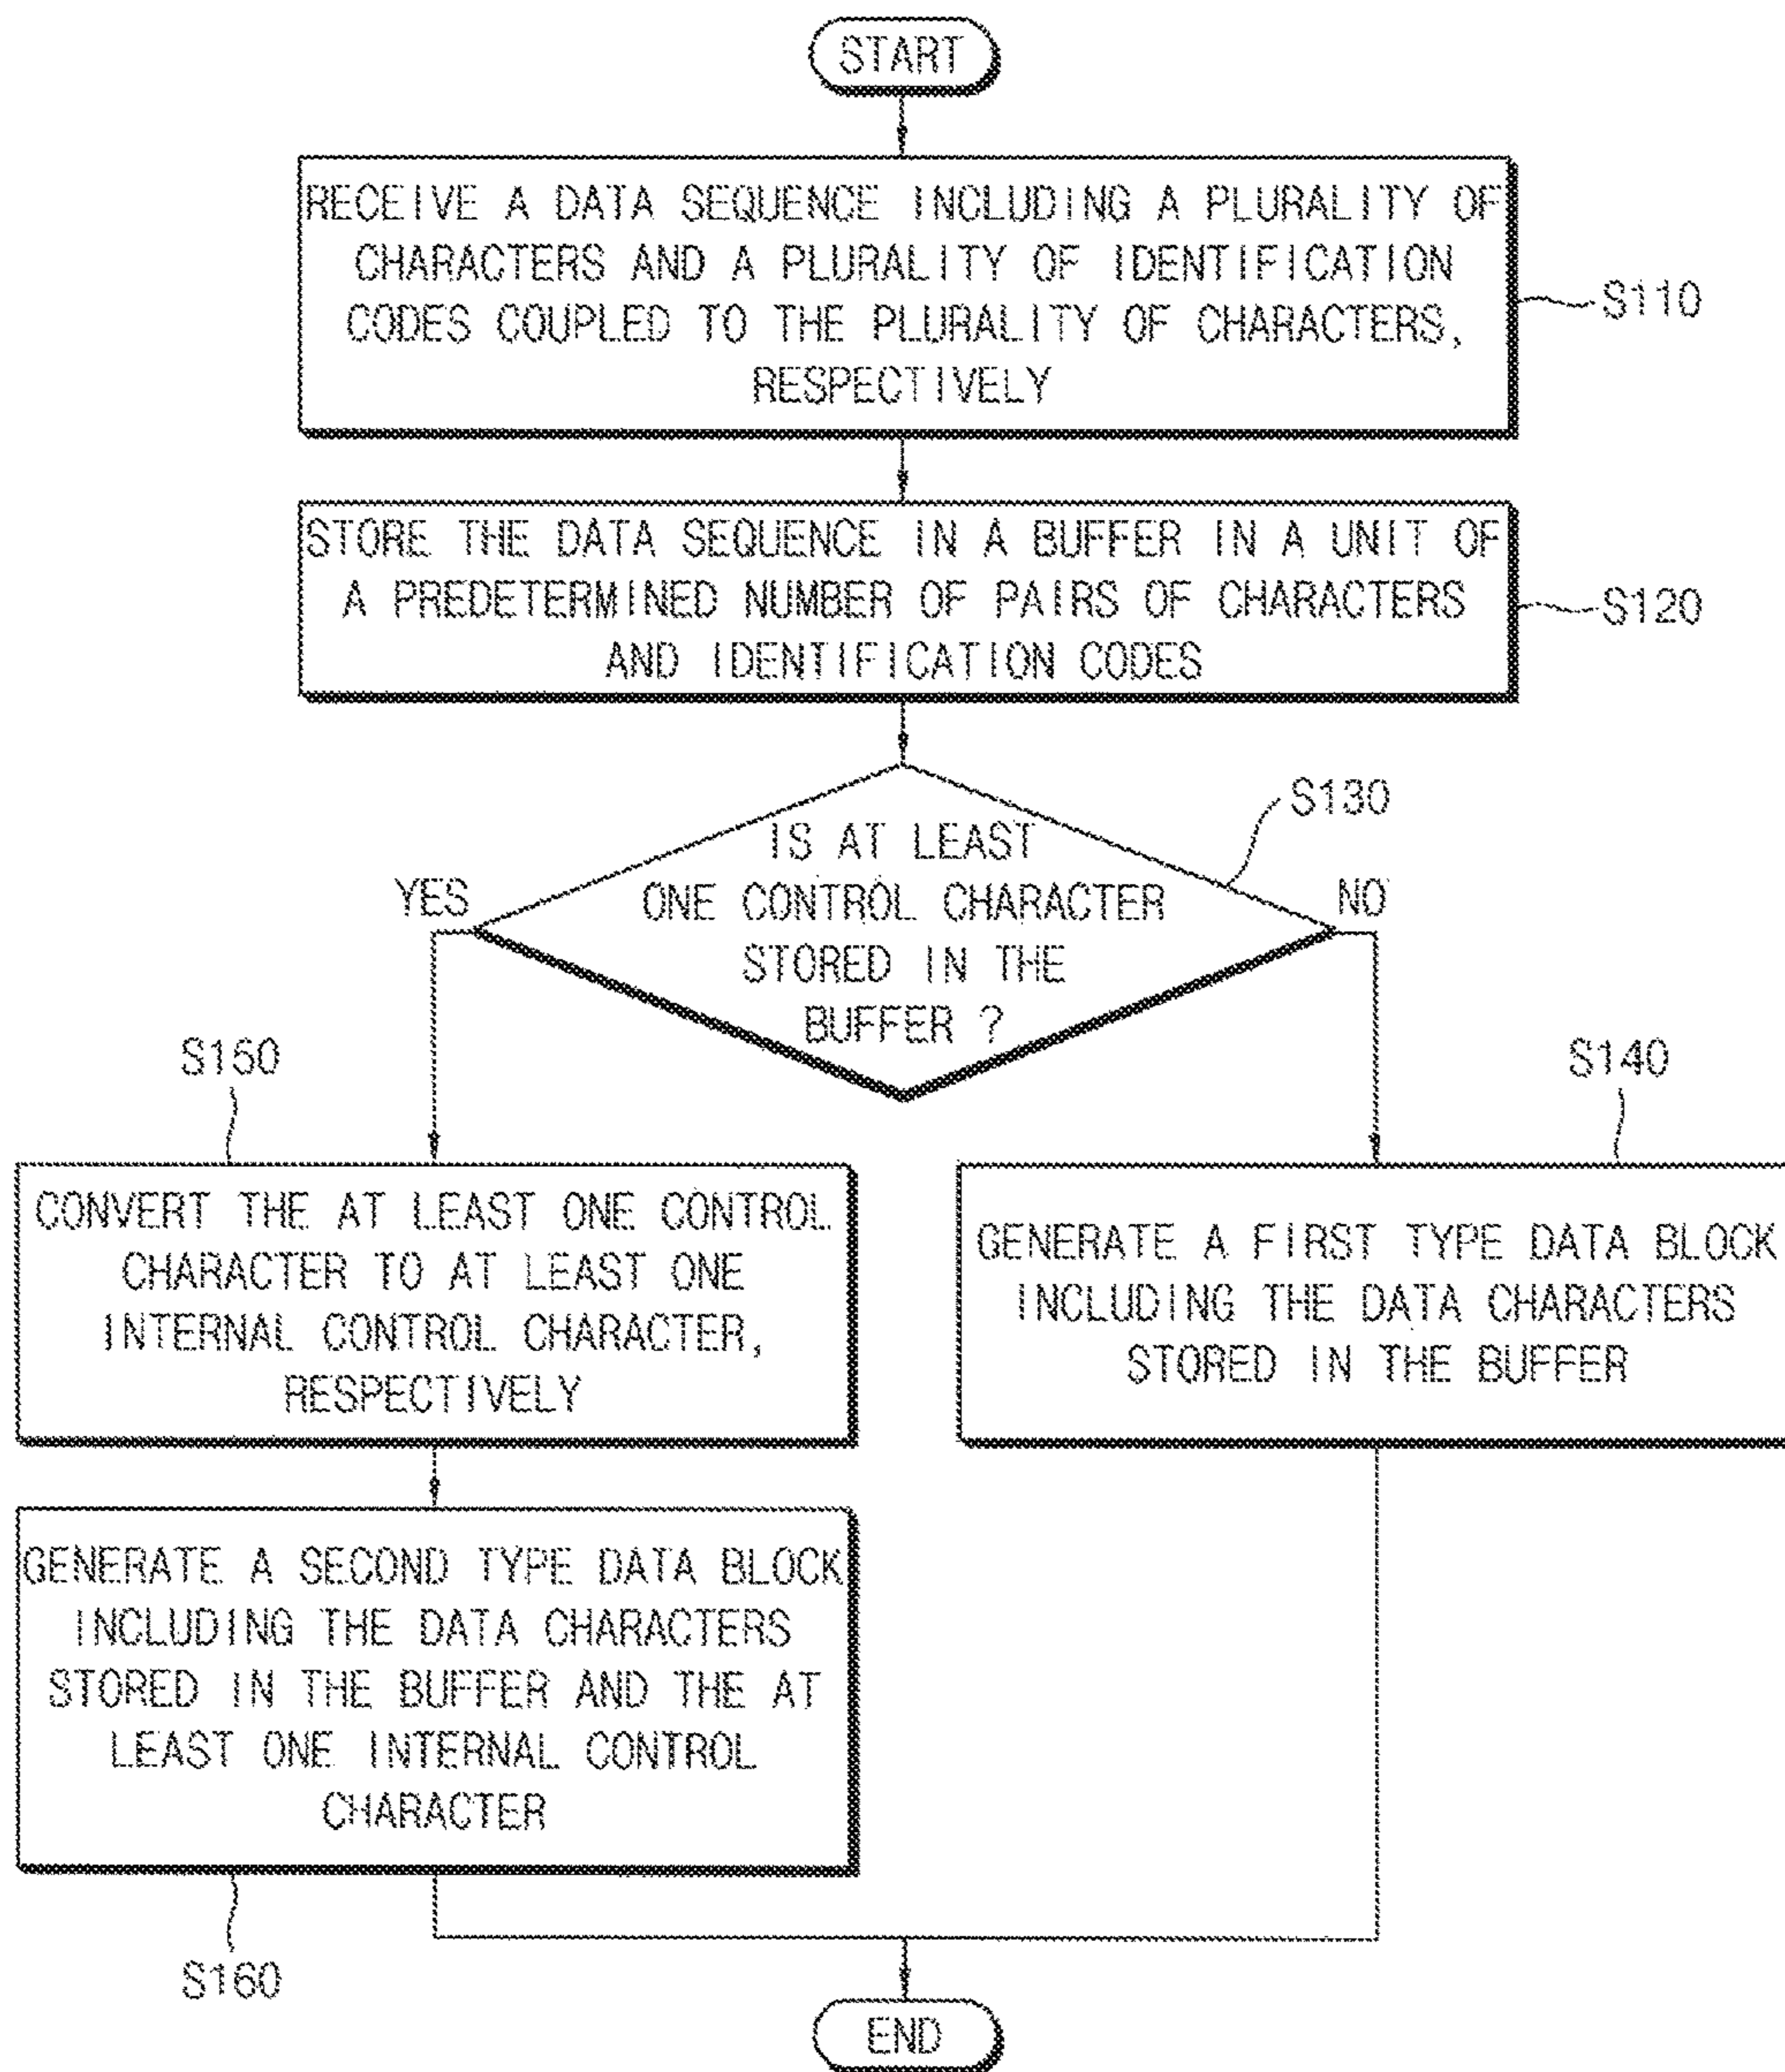 START
RECEIVE A DATA SEQUENCE INCLUDING A PLURALITY OF
CHARACTERS AND A PLURALITY OF IDENTIFICATION
CODES COUPLED TO THE PLURALITY OF CHARACTERS,
RESPECTIVELY
S110
STORE THE DATA SEQUENCE IN A BUFFER IN A UNIT OF
A PREDETERMINED NUMBER OF PAIRS OF CHARACTERS
AND IDENTIFICATION CODES
S120
S130
IS AT LEAST
ONE CONTROL CHARACTER
STORED IN THE
BUFFER ?
YES
NO
S150
CONVERT THE AT LEAST ONE CONTROL
CHARACTER TO AT LEAST ONE
INTERNAL CONTROL CHARACTER,
RESPECTIVELY
S140
GENERATE A FIRST TYPE DATA BLOCK
INCLUDING THE DATA CHARACTERS
STORED IN THE BUFFER
GENERATE A SECOND TYPE DATA BLOCK
INCLUDING THE DATA CHARACTERS
STORED IN THE BUFFER AND THE AT
LEAST ONE INTERNAL CONTROL
CHARACTER
S160
END